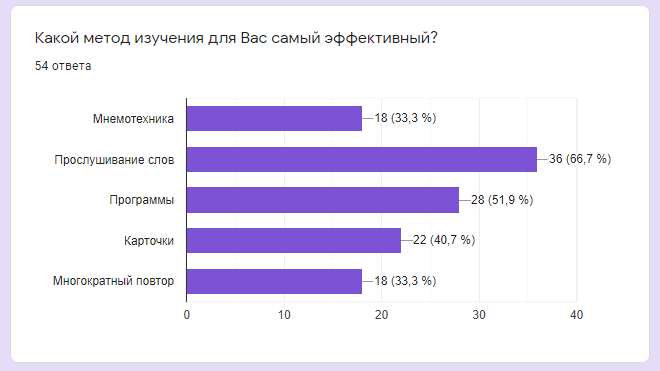 Какой метод изучения для Вас самый эффективный?
54 ответа
Мнемотехника 18 (33,3 %)
Прослушивание слов 36 (66,7 %)
Программы 28 (51,9 %)
Карточки 22 (40,7 %)
Многократный повтор 18 (33,3 %)
0 10 20 30 40